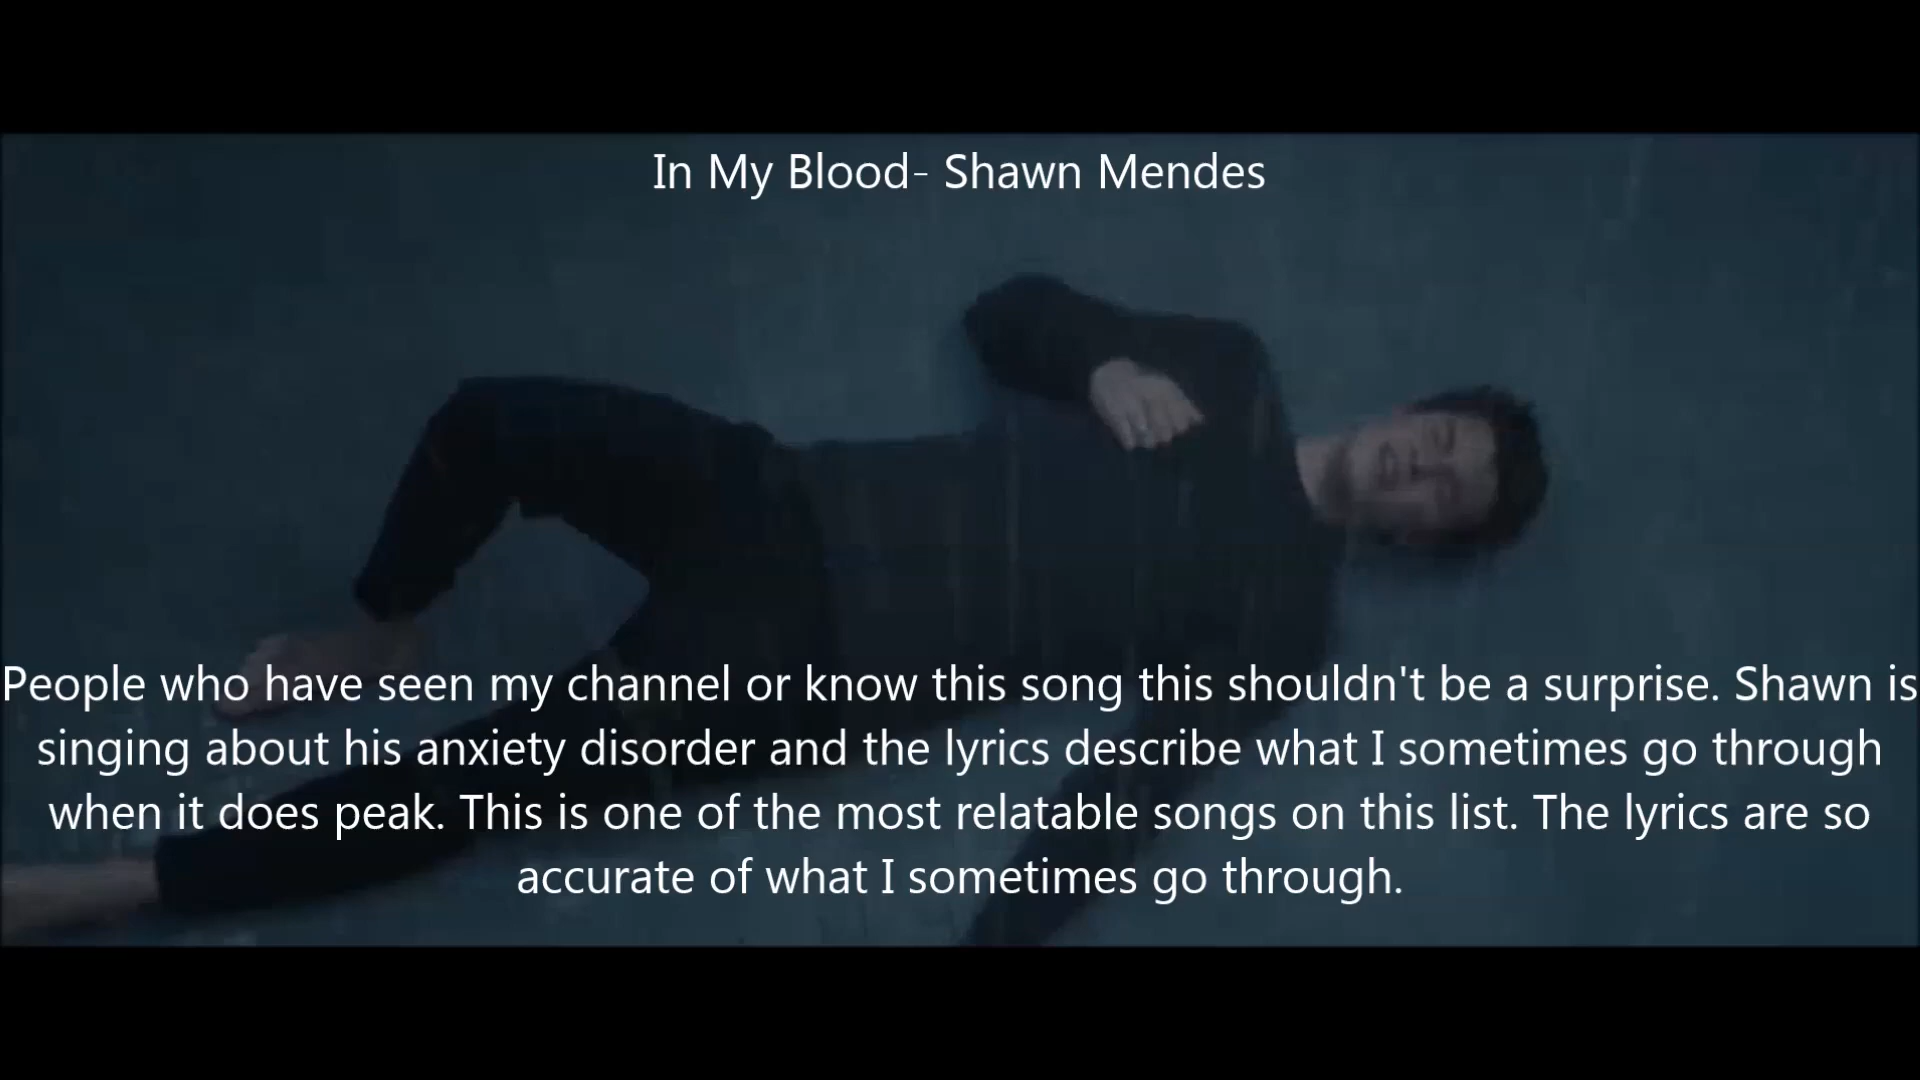 In My Blood- Shawn Mendes
People who have seen my channel or know this song this shouldn't be a surprise. Shawn is
singing about his anxiety disorder and the lyrics describe what I sometimes go through
when it does peak. This is one of the most relatable songs on this list. The lyrics are so
accurate of what I sometimes go through.